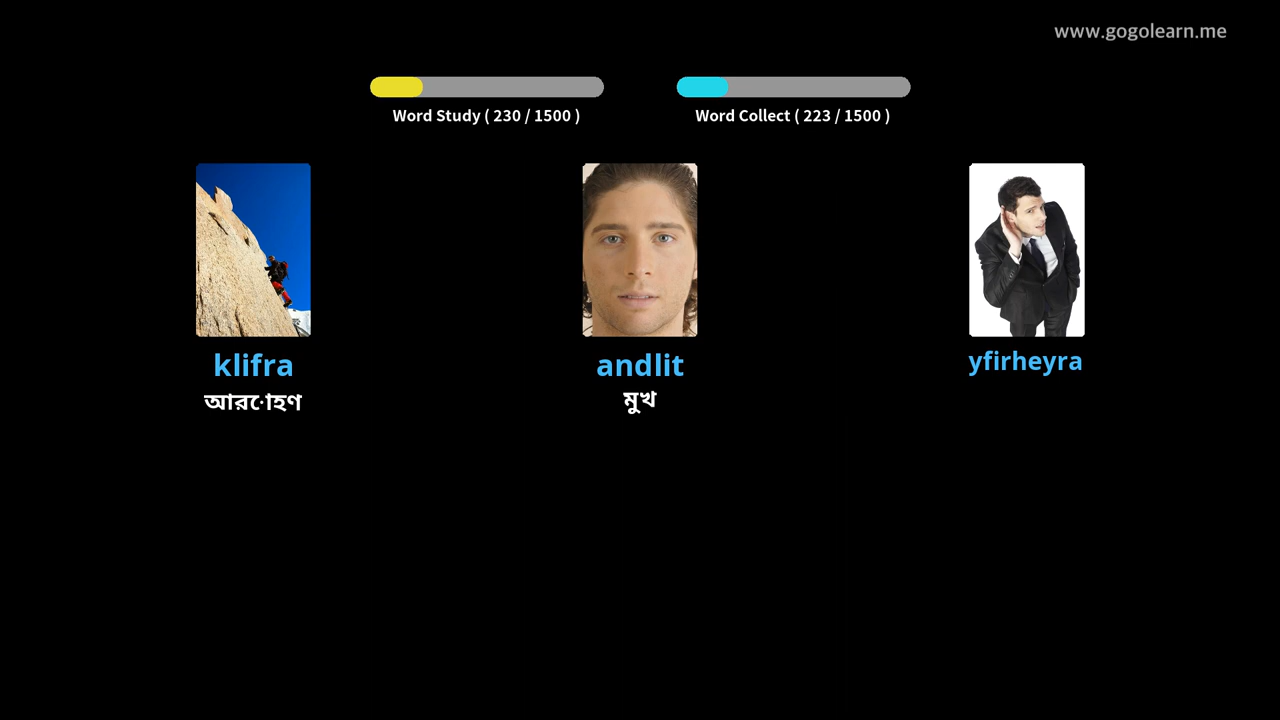 www.gogolearn.me
Word Study ( 230 / 1500 )
Word Collect ( 223 / 1500 )
klifra
andlit
yfirheyra
আরোহণ
মুখ